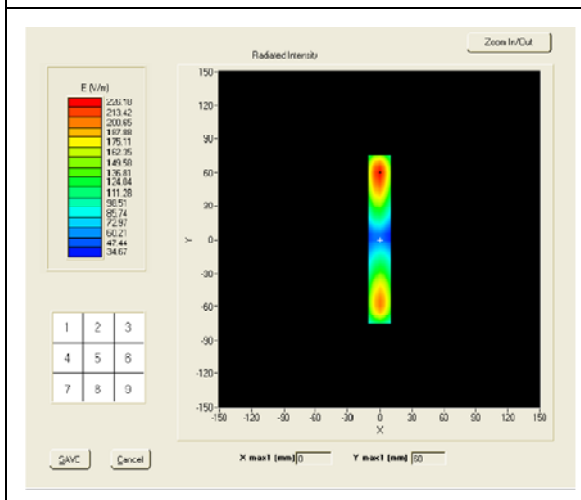 Zoom In/Out
Radiated Intensity
E (V/m)
226.18
213.42
200.65
187.88
175.11
162.35
149.58
136.81
124.04
111.28
98.51
85.74
72.97
60.21
47.44
34.67
150
120
90
60
30
0
-30
-60
-90
-120
-150
Y
-150 -120 -90 -60 -30 0 30 60 90 120 150
X
1 2 3
4 5 6
7 8 9
SAVE Cancel
X max1 (mm) 0 Y max1 (mm) 60